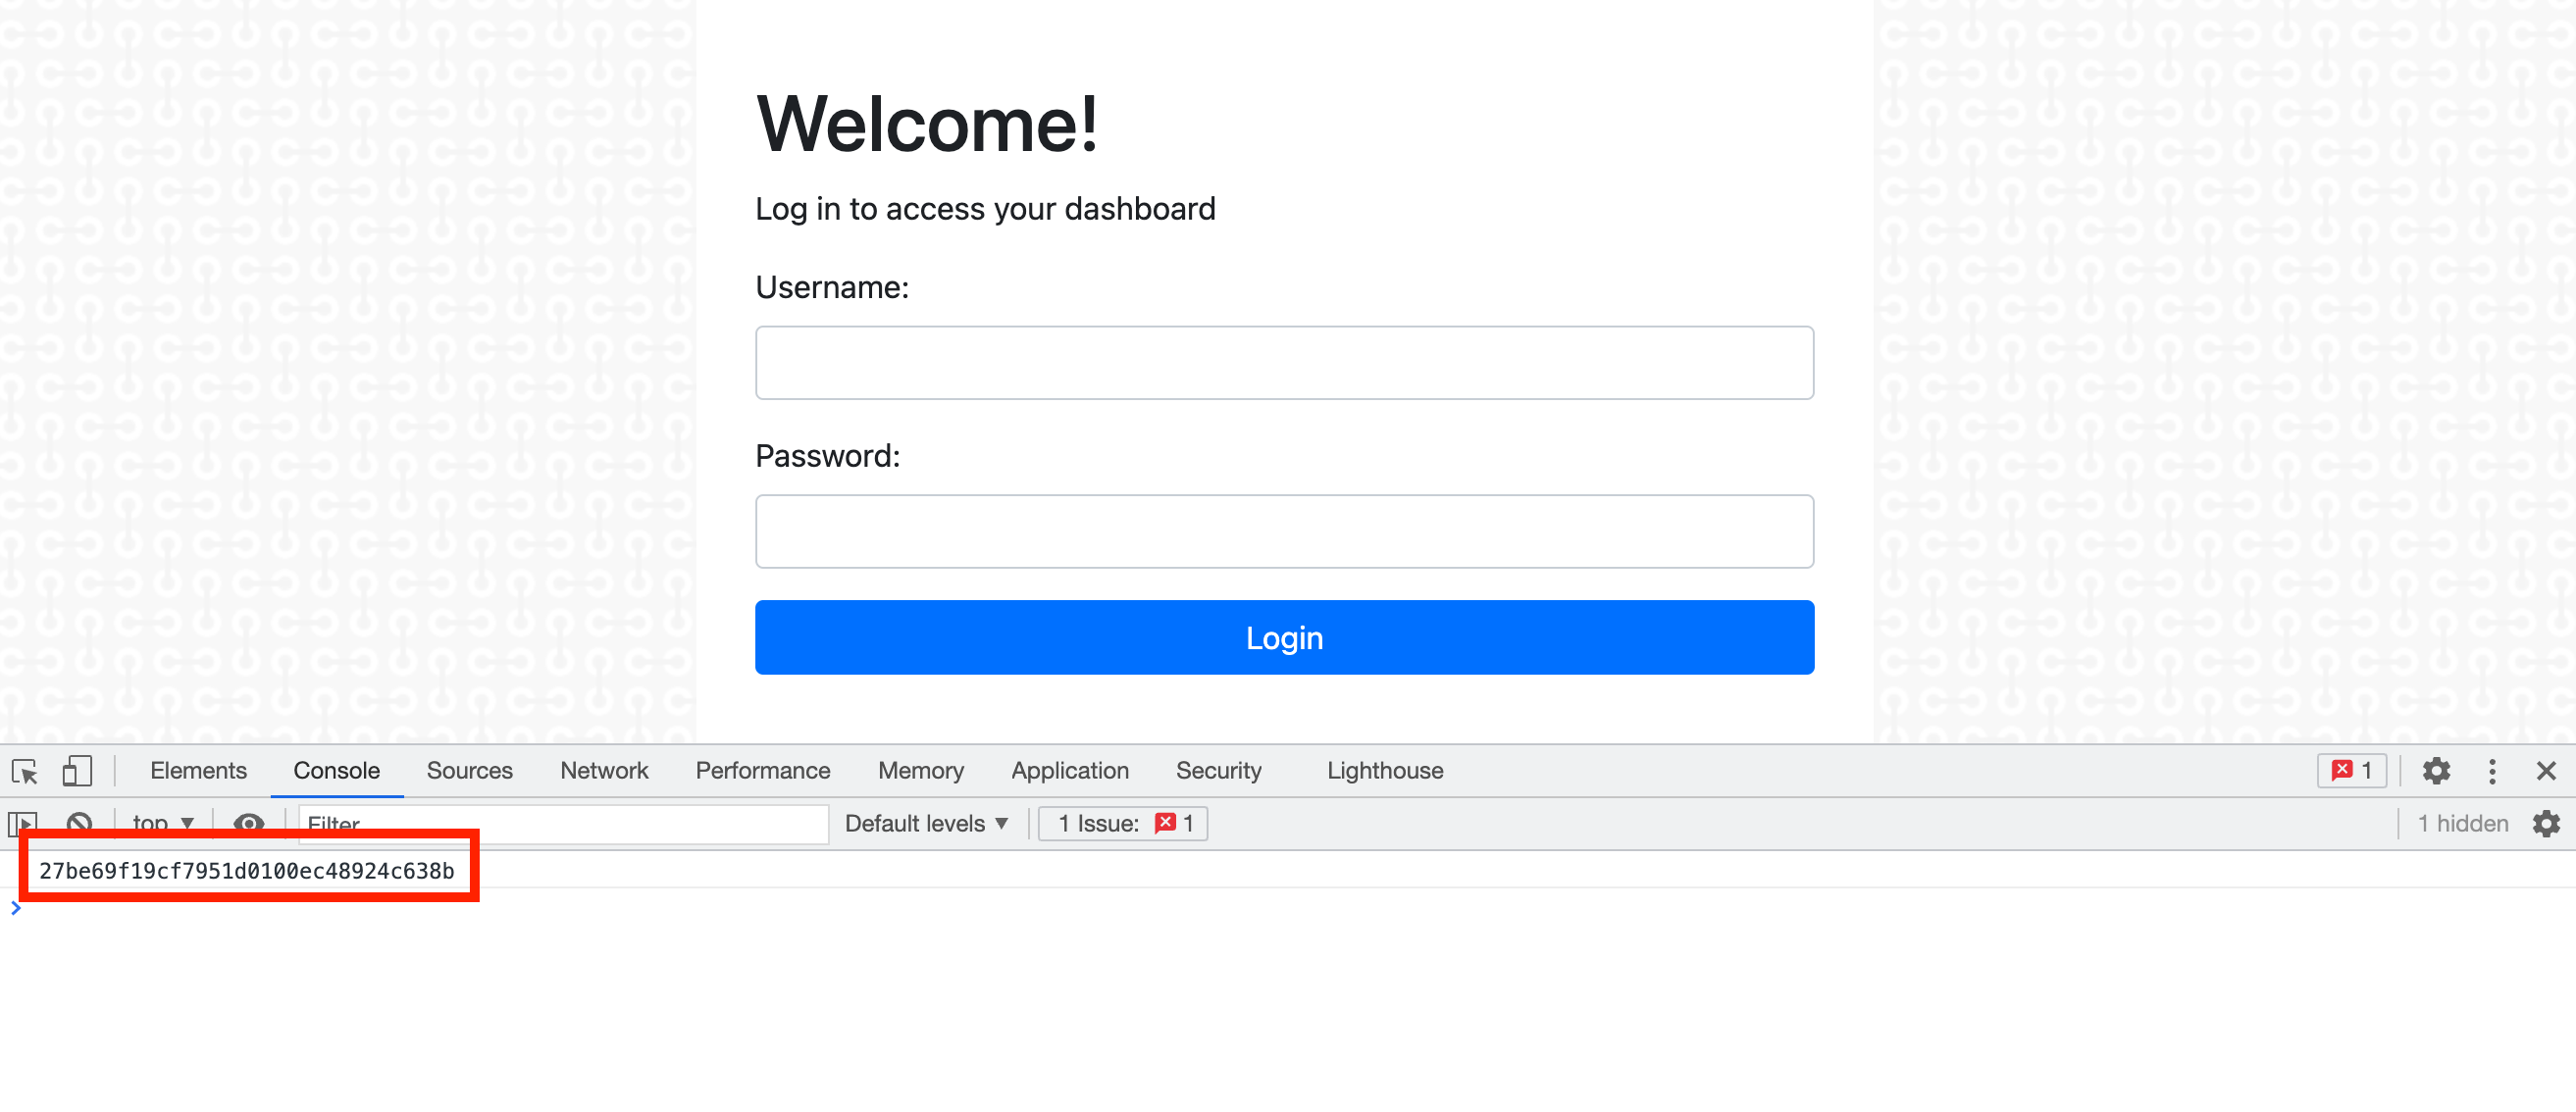 Welcome!
Log in to access your dashboard
Username:
Password:
Login
Elements Console Sources Network Performance Memory Application Security Lighthouse 1
top Filter Default levels 1 Issue: 1 1 hidden
27be69f19cf7951d0100ec48924c638b